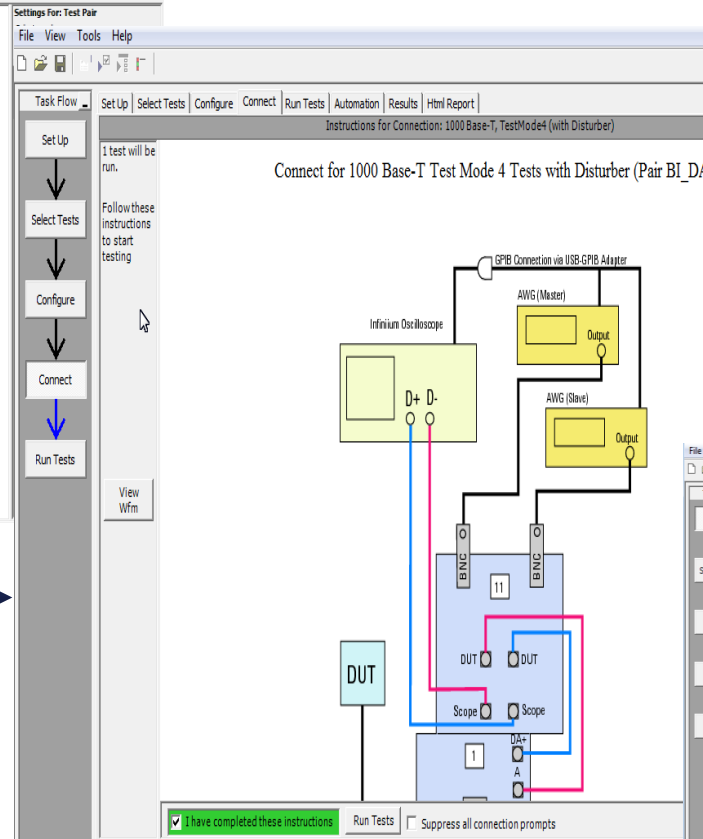 Settings For: Test Pair
File View Tools Help
Task Flow
Set Up
Select Tests
Configure
Connect
Run Tests
Set Up Select Tests Configure Connect Run Tests Automation Results Html Report
Instructions for Connection: 1000 Base-T, TestMode4 (with Disturber)
1 test will be
run.
Follow these
instructions
to start
testing
View
Wfm
Connect for 1000 Base-T Test Mode 4 Tests with Disturber (Pair BI_DA
GPIB Connection via USB-GPIB Adapter
AWG (Master)
Output
Infiniium Oscilloscope
D+ D-
AWG (Slave)
Output
BNC
BNC
11
DUT DUT
DUT
Scope Scope
DA+
1
A
I have completed these instructions Run Tests Suppress all connection prompts
File